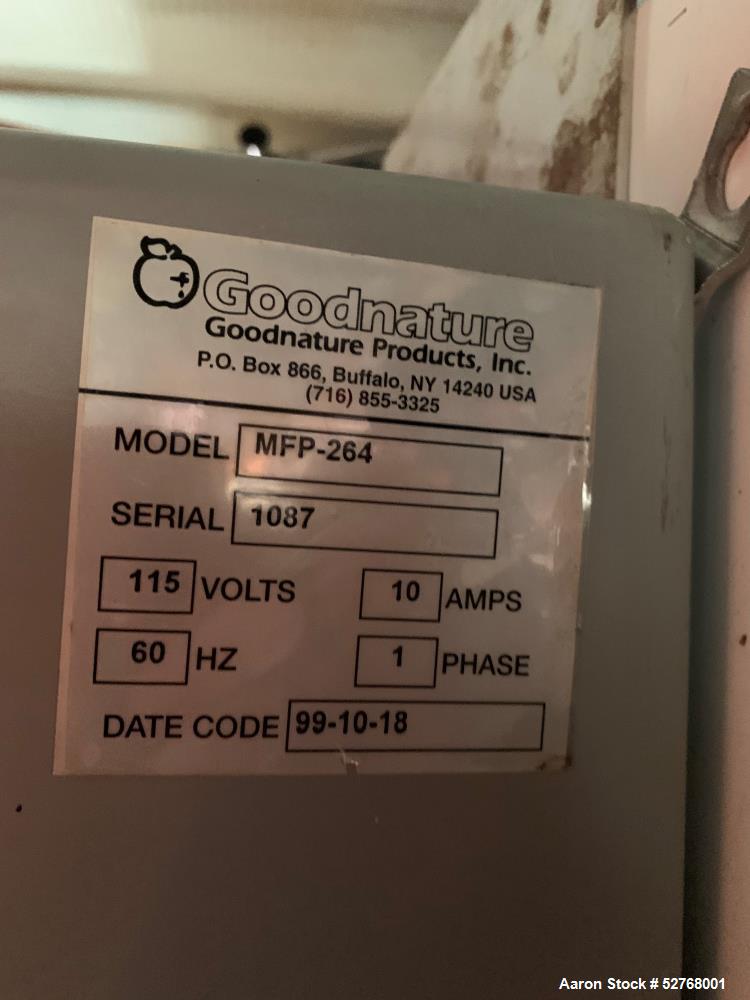 Goodnature
Goodnature Products, Inc.
P.O. Box 866, Buffalo, NY 14240 USA
(716) 855-3325
MODEL MFP-264
SERIAL 1087
115 VOLTS 10 AMPS
60 HZ 1 PHASE
DATE CODE 99-10-18
Aaron Stock # 52768001